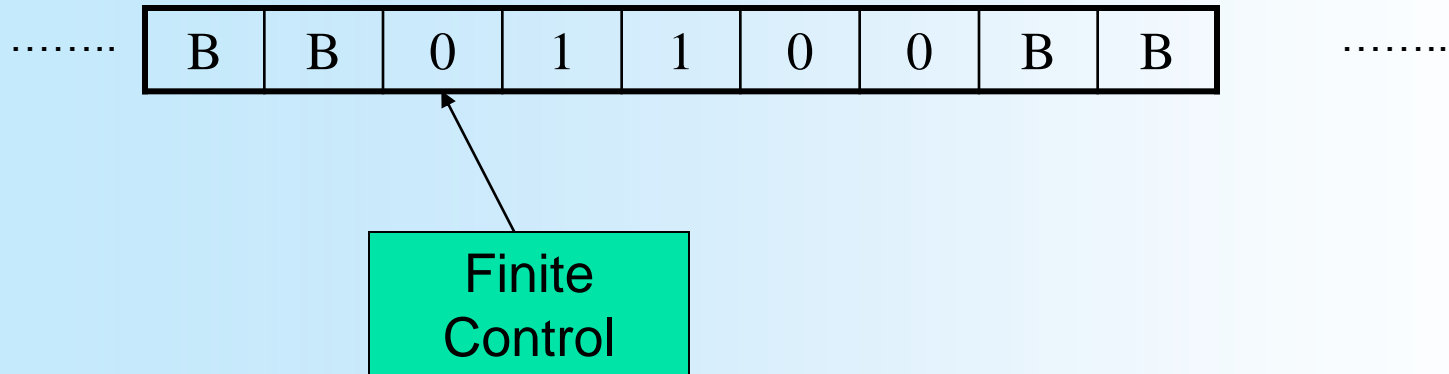 ........ B B 0 1 1 0 0 B B ........
Finite
Control